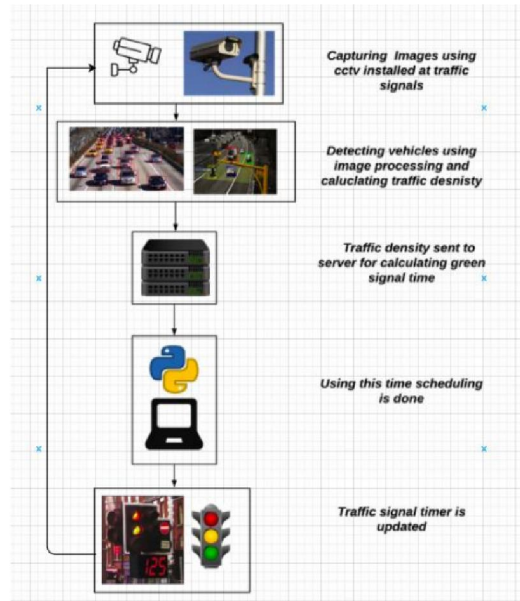 Capturing Images using
cctv installed at traffic
signals
Detecting vehicles using
image processing and
caluclating traffic desnisty
Traffic density sent to
server for calculating green
signal time
Using this time scheduling
is done
Traffic signal timer is
updated
125